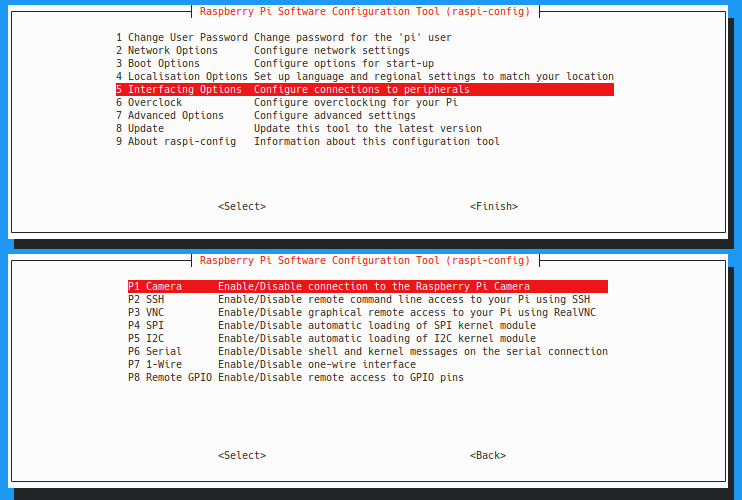 Raspberry Pi Software Configuration Tool (raspi-config)
1 Change User Password Change password for the 'pi' user
2 Network Options Configure network settings
3 Boot Options Configure options for start-up
4 Localisation Options Set up language and regional settings to match your location
5 Interfacing Options Configure connections to peripherals
6 Overclock Configure overclocking for your Pi
7 Advanced Options Configure advanced settings
8 Update Update this tool to the latest version
9 About raspi-config Information about this configuration tool
<Select> <Finish>
Raspberry Pi Software Configuration Tool (raspi-config)
P1 Camera Enable/Disable connection to the Raspberry Pi Camera
P2 SSH Enable/Disable remote command line access to your Pi using SSH
P3 VNC Enable/Disable graphical remote access to your Pi using RealVNC
P4 SPI Enable/Disable automatic loading of SPI kernel module
P5 I2C Enable/Disable automatic loading of I2C kernel module
P6 Serial Enable/Disable shell and kernel messages on the serial connection
P7 1-Wire Enable/Disable one-wire interface
P8 Remote GPIO Enable/Disable remote access to GPIO pins
<Select> <Back>